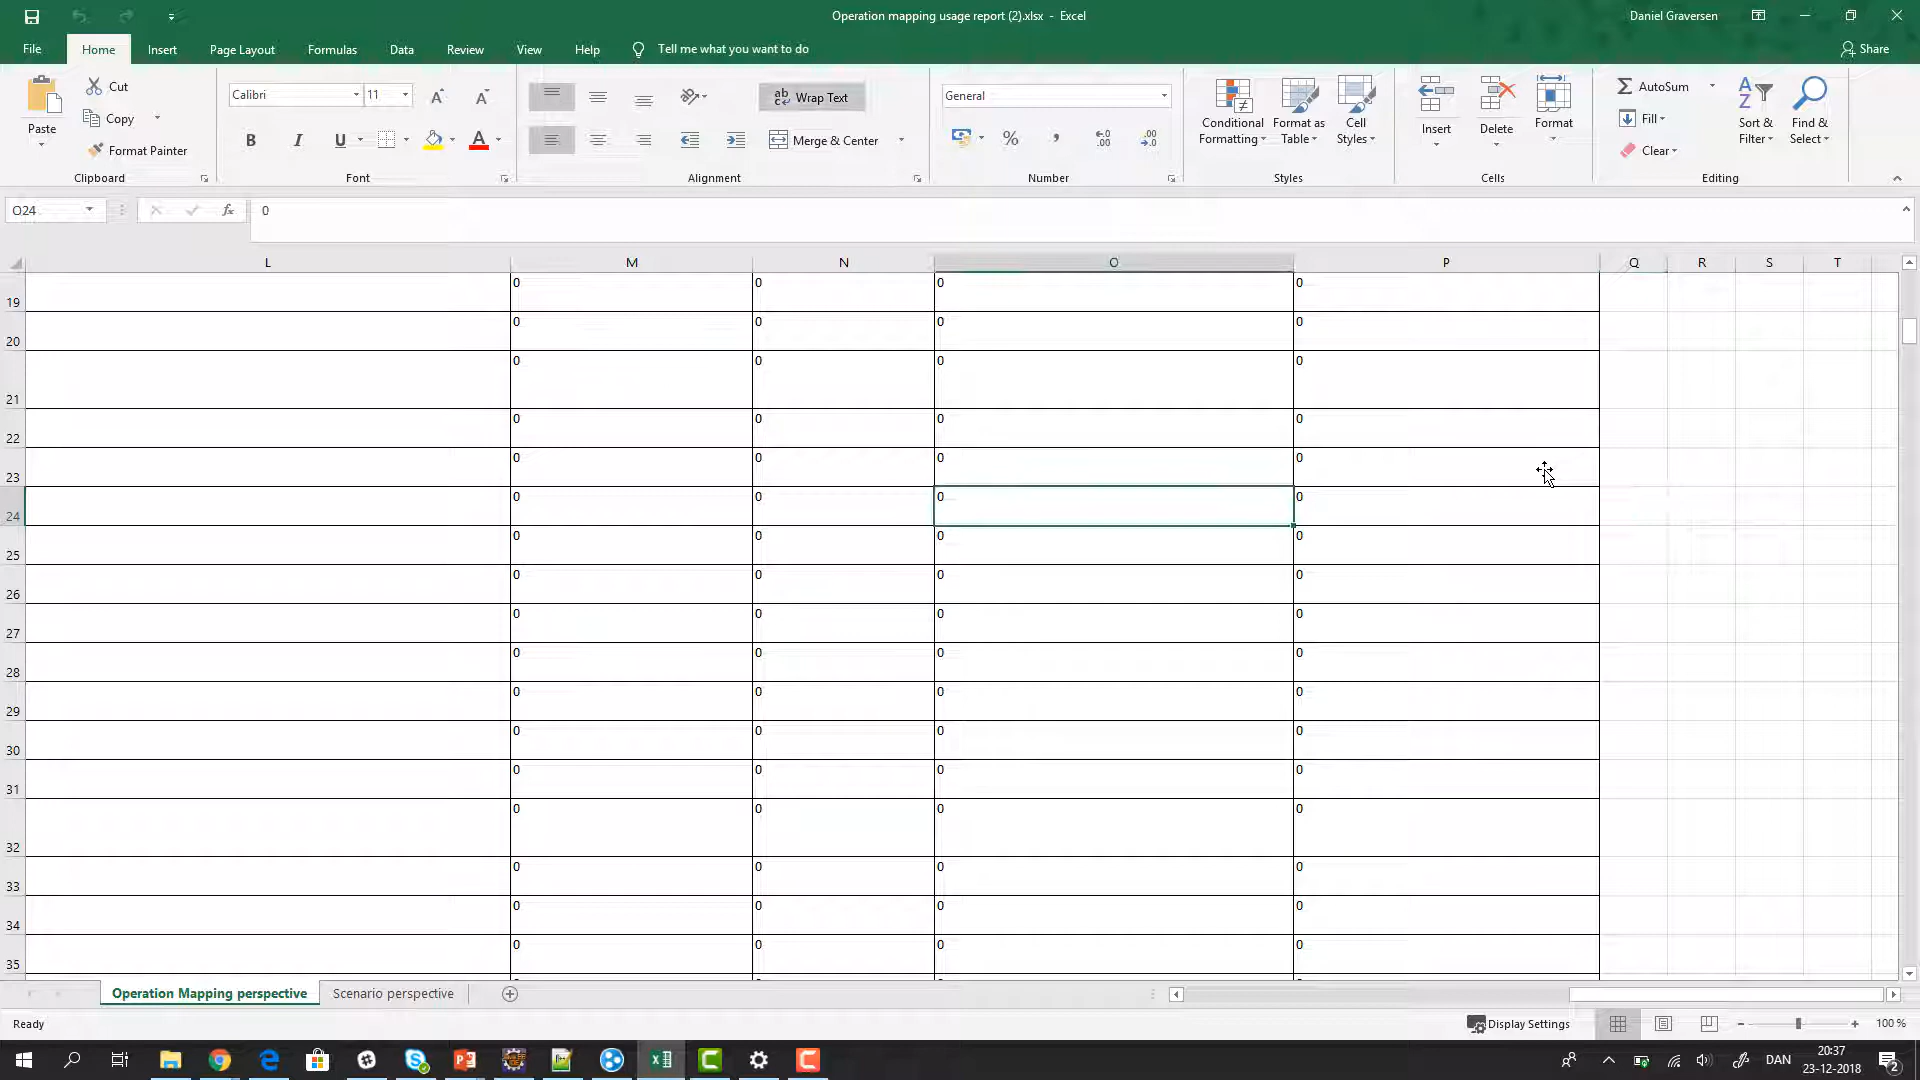 Operation mapping usage report (2).xlsx - Excel
Daniel Graversen
File Home Insert Page Layout Formulas Data Review View Help Tell me what you want to do Share
Paste
Cut
Copy
Format Painter
Clipboard
Calibri 11
B I U A
Font
ab Wrap Text
Merge & Center
Alignment
General
% ,
Number
Conditional Formatting
Format as Table
Cell Styles
Styles
Insert
Delete
Format
Cells
AutoSum
Fill
Clear
Sort & Filter
Find & Select
Editing
O24 fx 0
L M N O P Q R S T
19 0 0 0 0
20 0 0 0 0
21 0 0 0 0
22 0 0 0 0
23 0 0 0 0
24 0 0 0 0
25 0 0 0 0
26 0 0 0 0
27 0 0 0 0
28 0 0 0 0
29 0 0 0 0
30 0 0 0 0
31 0 0 0 0
32 0 0 0 0
33 0 0 0 0
34 0 0 0 0
35 0 0 0 0
Operation Mapping perspective Scenario perspective
Ready Display Settings 100 %
DAN 20:37
23-12-2018 2